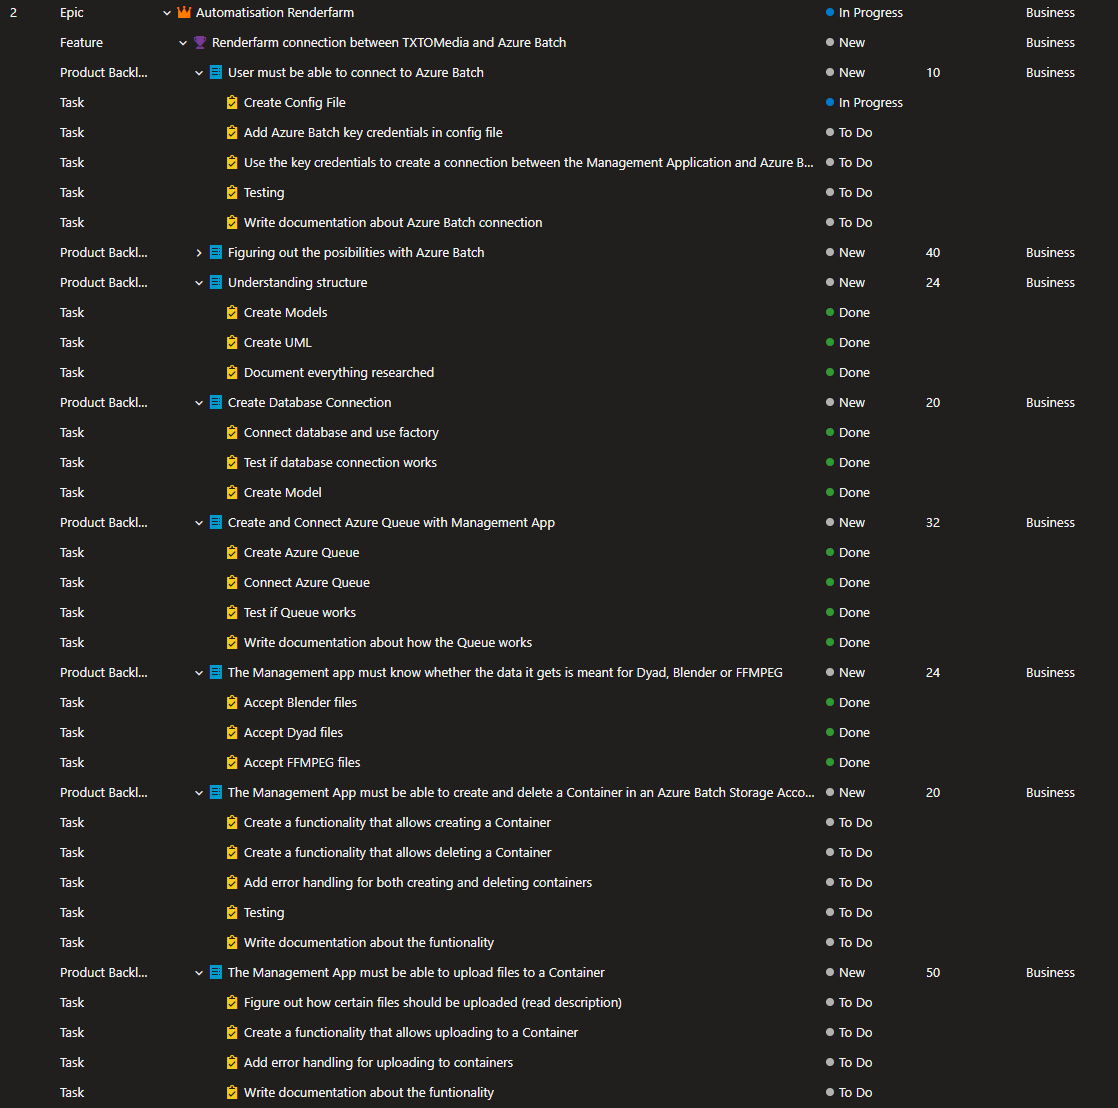 2 Epic Automatisation Renderfarm In Progress Business
Feature Renderfarm connection between TXTOMedia and Azure Batch New Business
Product Backl... User must be able to connect to Azure Batch New 10 Business
Task Create Config File In Progress
Task Add Azure Batch key credentials in config file To Do
Task Use the key credentials to create a connection between the Management Application and Azure B... To Do
Task Testing To Do
Task Write documentation about Azure Batch connection To Do
Product Backl... Figuring out the posibilities with Azure Batch New 40 Business
Product Backl... Understanding structure New 24 Business
Task Create Models Done
Task Create UML Done
Task Document everything researched Done
Product Backl... Create Database Connection New 20 Business
Task Connect database and use factory Done
Task Test if database connection works Done
Task Create Model Done
Product Backl... Create and Connect Azure Queue with Management App New 32 Business
Task Create Azure Queue Done
Task Connect Azure Queue Done
Task Test if Queue works Done
Task Write documentation about how the Queue works Done
Product Backl... The Management app must know whether the data it gets is meant for Dyad, Blender or FFMPEG New 24 Business
Task Accept Blender files Done
Task Accept Dyad files Done
Task Accept FFMPEG files Done
Product Backl... The Management App must be able to create and delete a Container in an Azure Batch Storage Acco... New 20 Business
Task Create a functionality that allows creating a Container To Do
Task Create a functionality that allows deleting a Container To Do
Task Add error handling for both creating and deleting containers To Do
Task Testing To Do
Task Write documentation about the funtionality To Do
Product Backl... The Management App must be able to upload files to a Container New 50 Business
Task Figure out how certain files should be uploaded (read description) To Do
Task Create a functionality that allows uploading to a Container To Do
Task Add error handling for uploading to containers To Do
Task Write documentation about the funtionality To Do